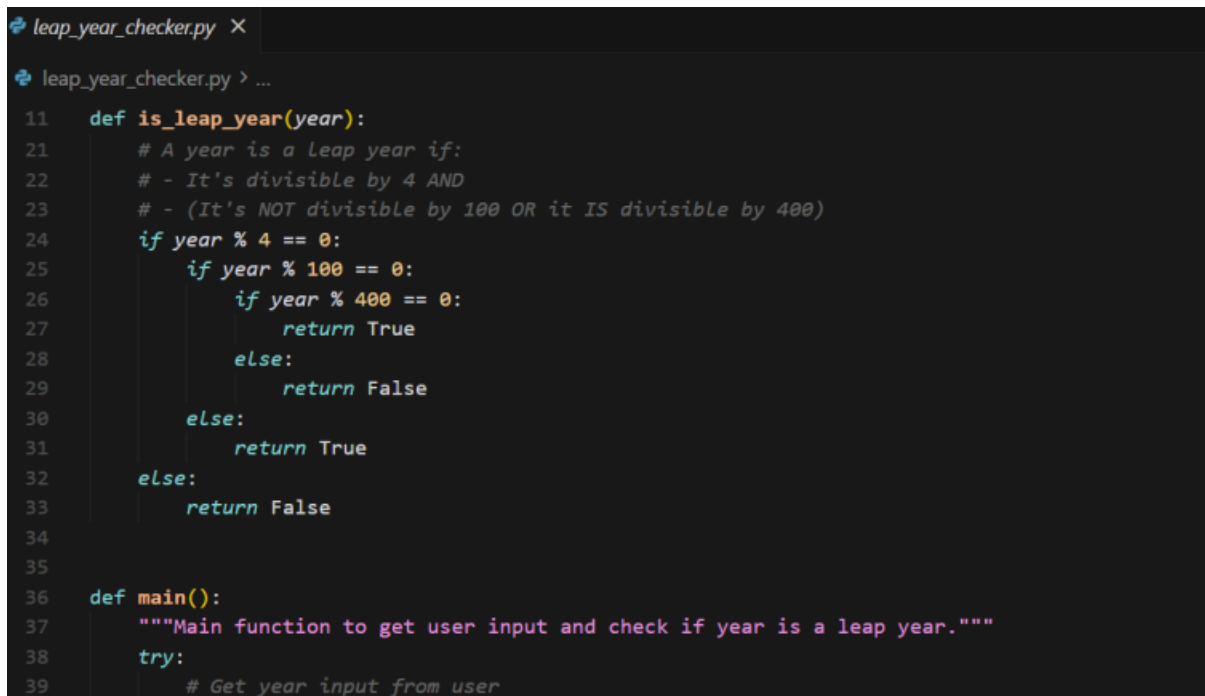 leap_year_checker.py ×
leap_year_checker.py > ...
11 def is_leap_year(year):
21 # A year is a leap year if:
22 # - It's divisible by 4 AND
23 # - (It's NOT divisible by 100 OR it IS divisible by 400)
24 if year % 4 == 0:
25 if year % 100 == 0:
26 if year % 400 == 0:
27 return True
28 else:
29 return False
30 else:
31 return True
32 else:
33 return False
34
35
36 def main():
37 """Main function to get user input and check if year is a leap year."""
38 try:
39 # Get year input from user